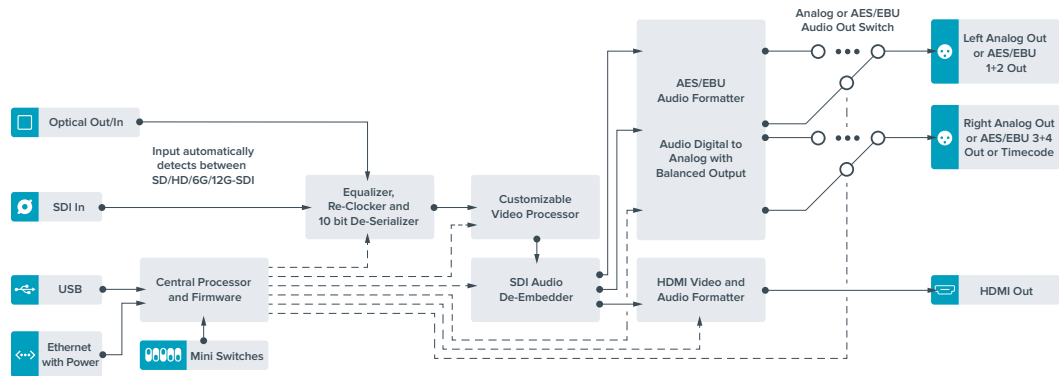 Analog or AES/EBU
Audio Out Switch
Left Analog Out
or AES/EBU
1+2 Out
AES/EBU
Audio Formatter
Optical Out/In
Right Analog Out
or AES/EBU 3+4
Out or Timecode
Input automatically
detects between
SD/HD/6G/12G-SDI
Audio Digital to
Analog with
Balanced Output
SDI In
Equalizer,
Re-Clocker and
10 bit De-Serializer
Customizable
Video Processor
USB
Central Processor
and Firmware
SDI Audio
De-Embedder
HDMI Video and
Audio Formatter
HDMI Out
Ethernet
with Power
Mini Switches